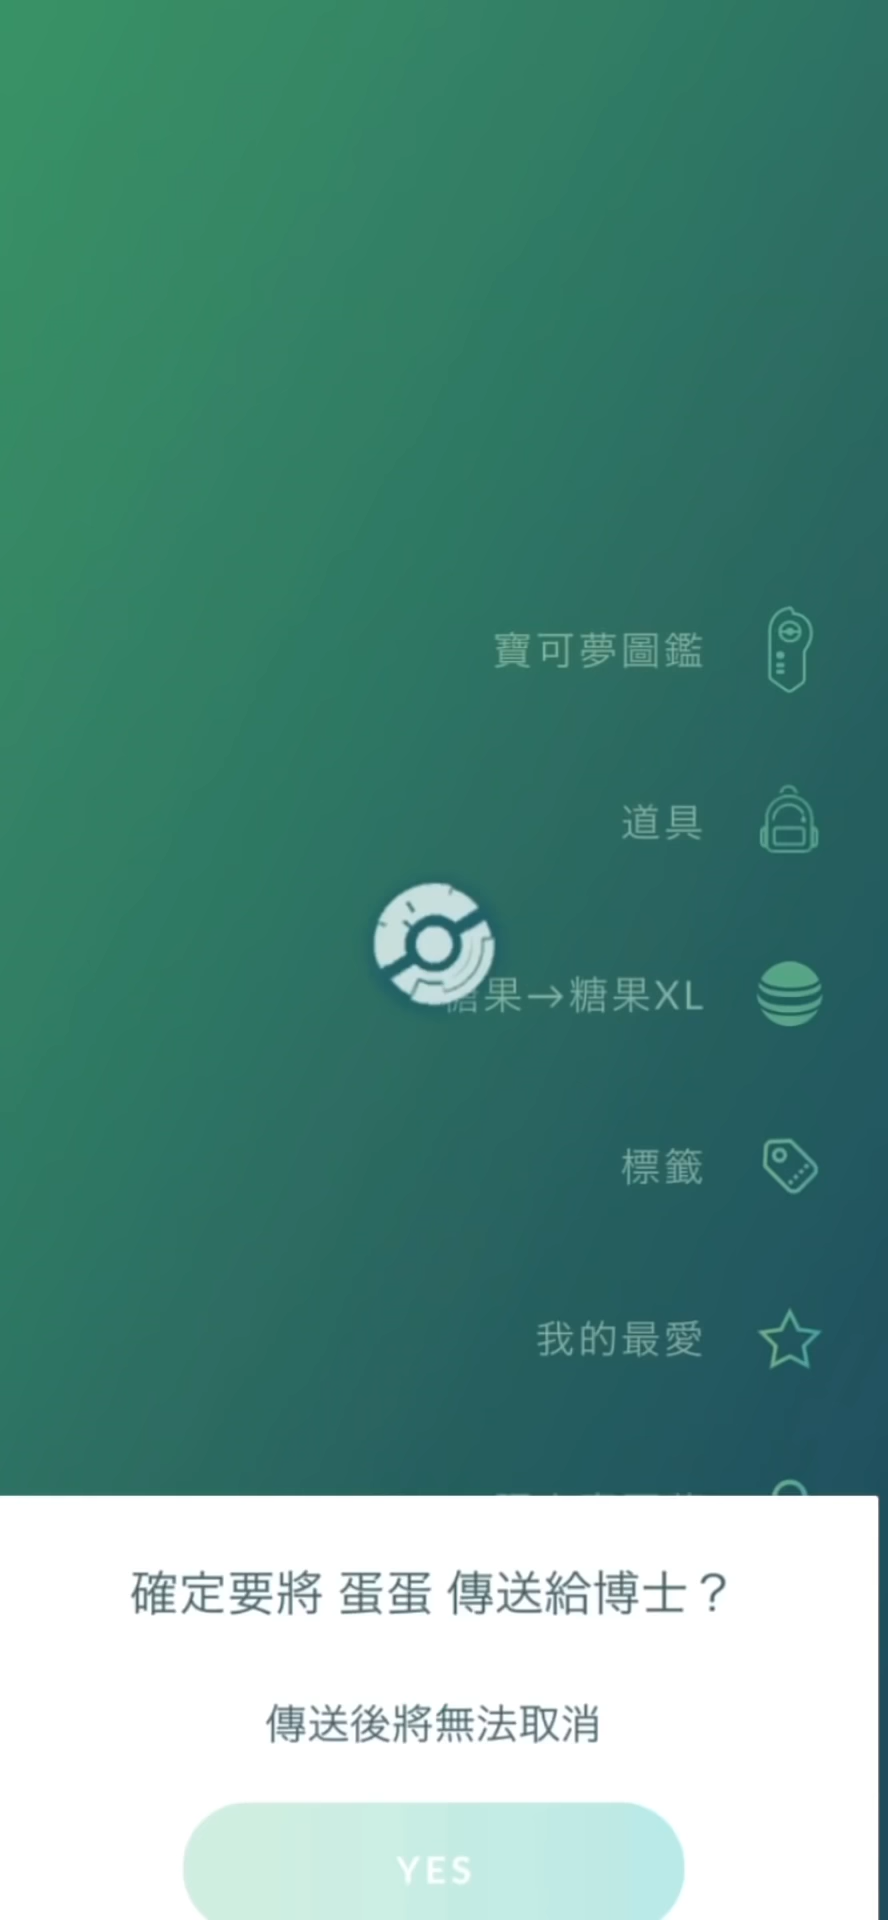 寶可夢圖鑑
道具
糖果→糖果XL
標籤
我的最愛
確定要將 蛋蛋 傳送給博士？
傳送後將無法取消
YES